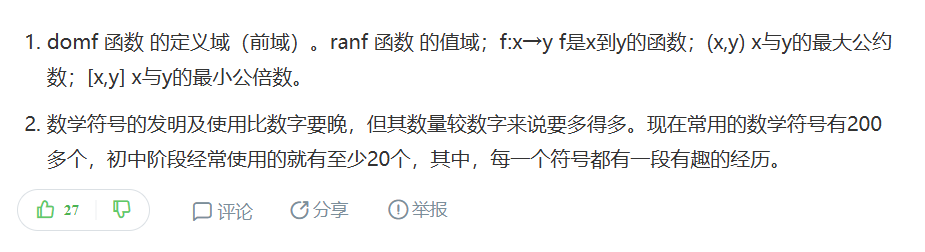 1. domf 函数 的定义域（前域）。ranf 函数 的值域；f:x→y f是x到y的函数；(x,y) x与y的最大公约
数；[x,y] x与y的最小公倍数。
2. 数学符号的发明及使用比数字要晚，但其数量较数字来说要多得多。现在常用的数学符号有200
多个，初中阶段经常使用的就有至少20个，其中，每一个符号都有一段有趣的经历。
27 评论 分享 举报